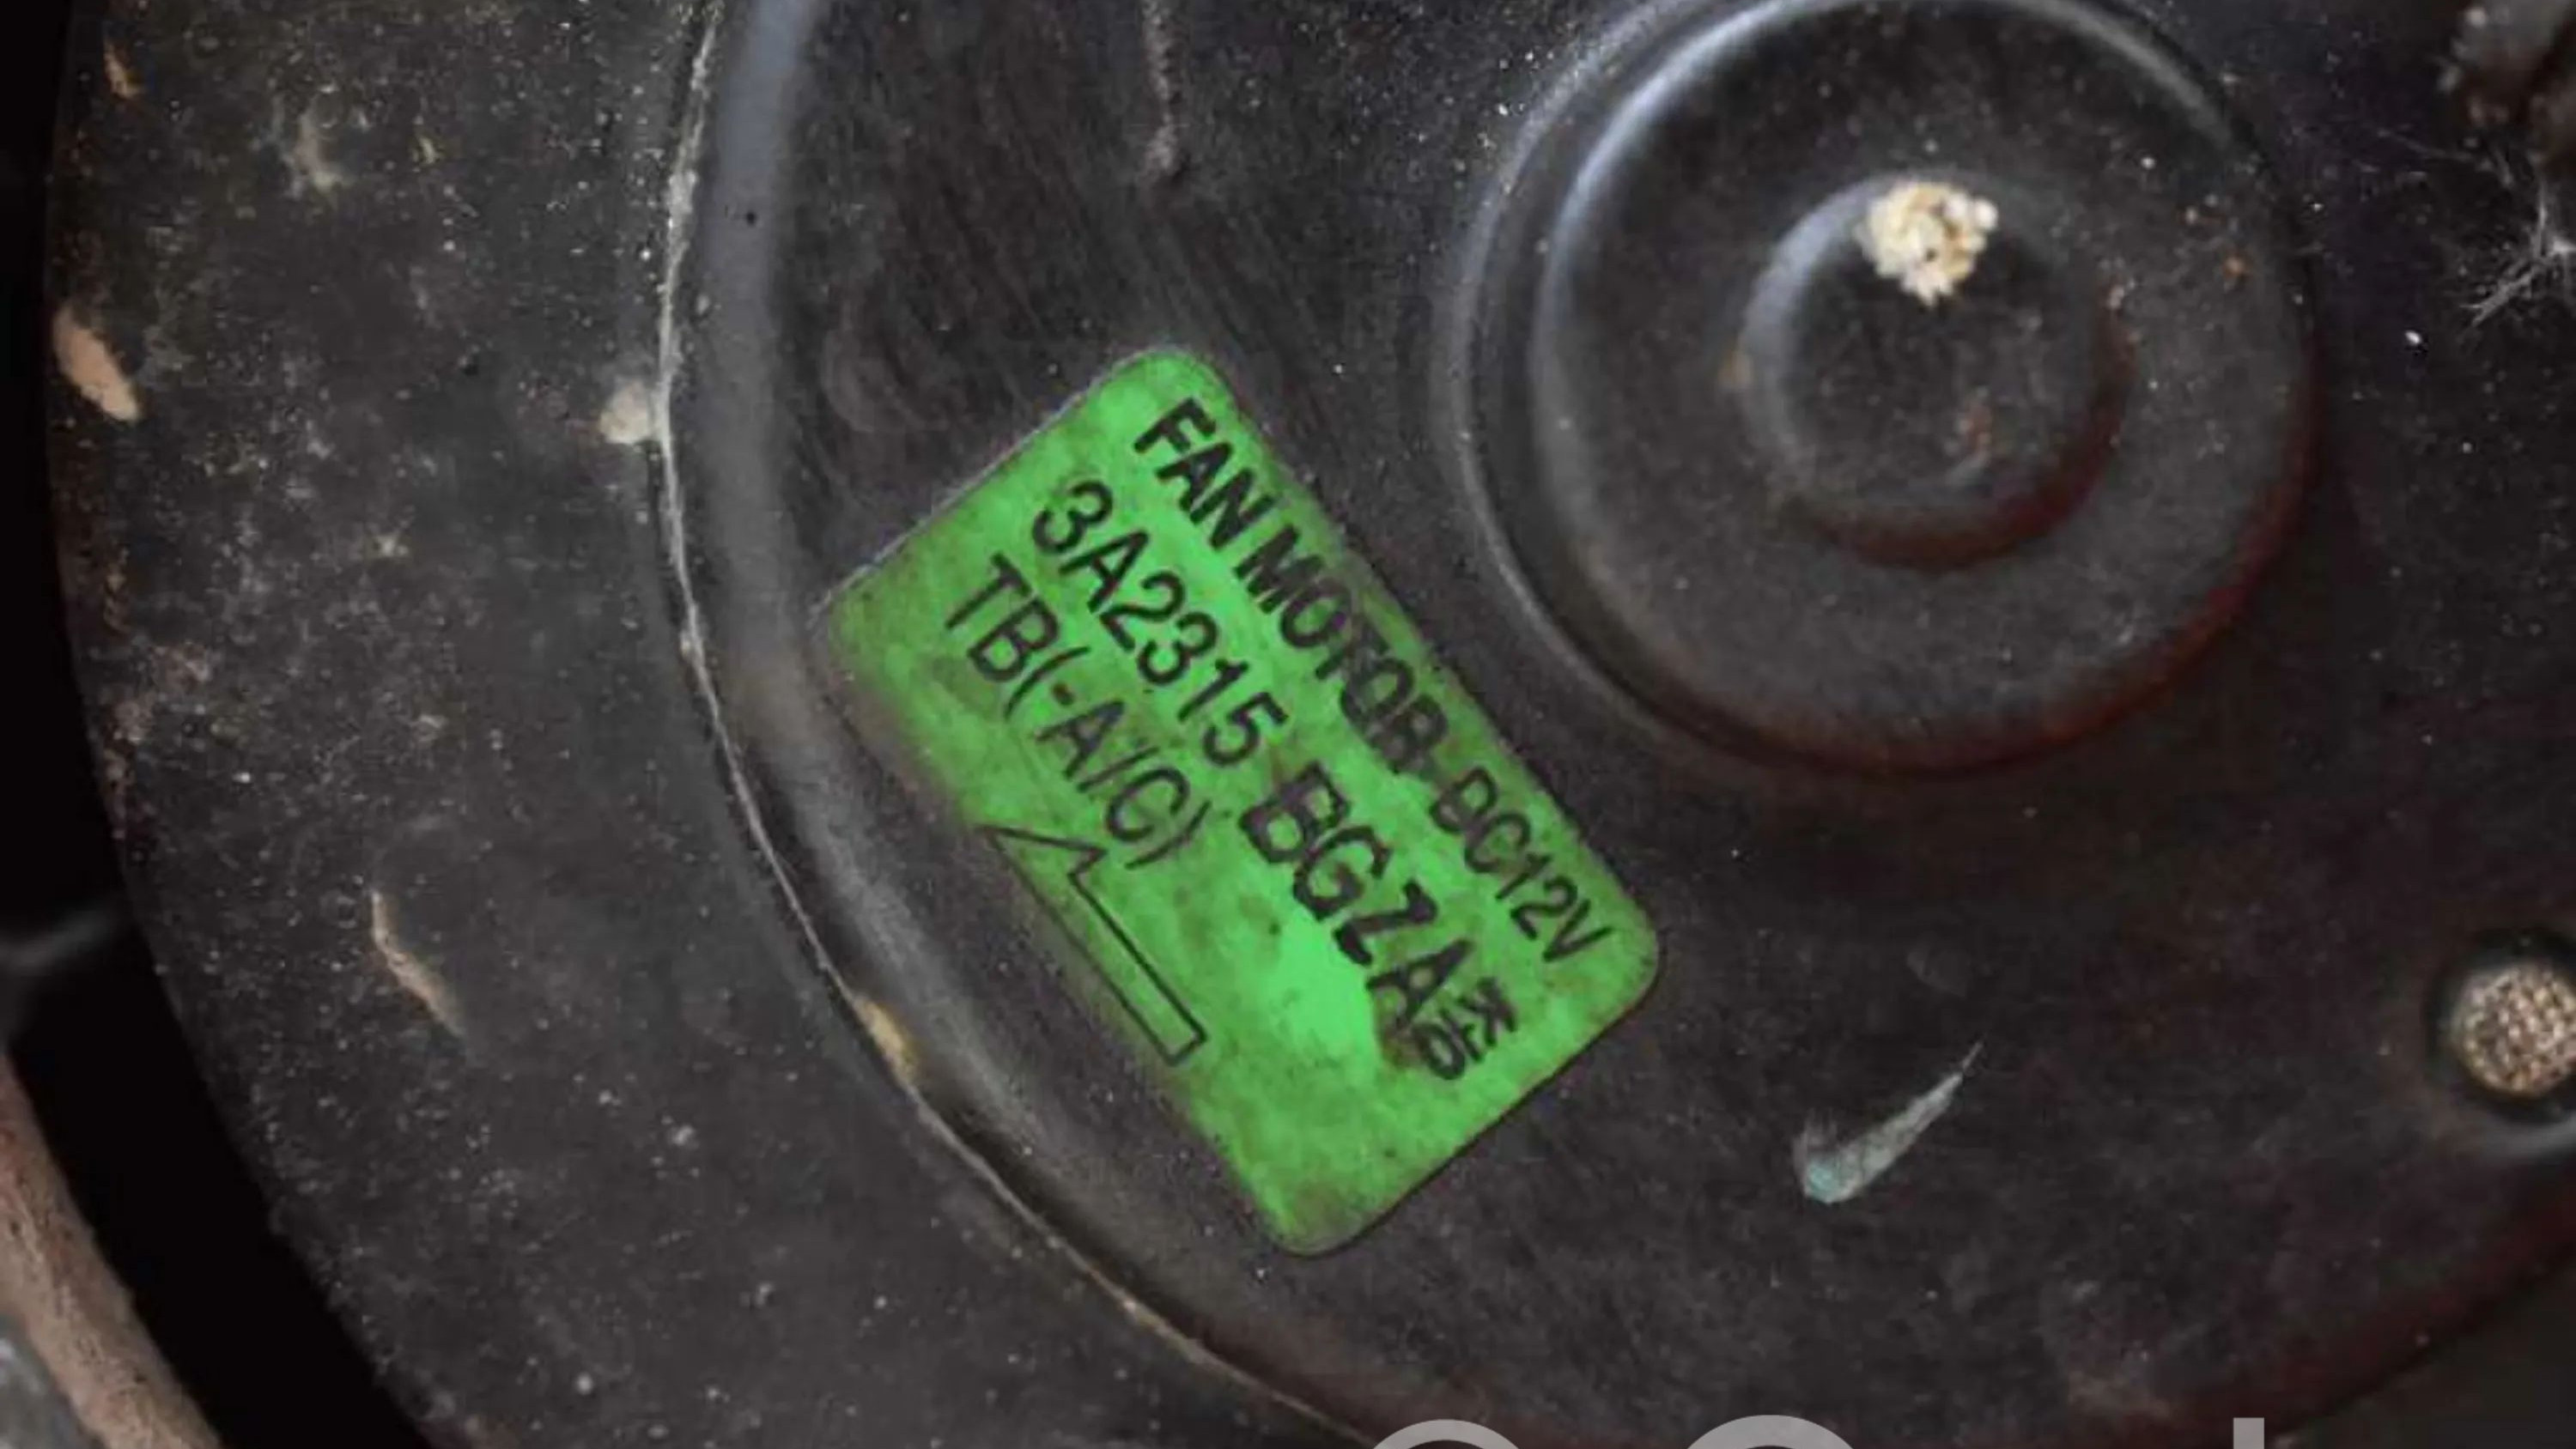 FAN MOTOR DC12V
3A2315 BGZA
TB(-A/C)